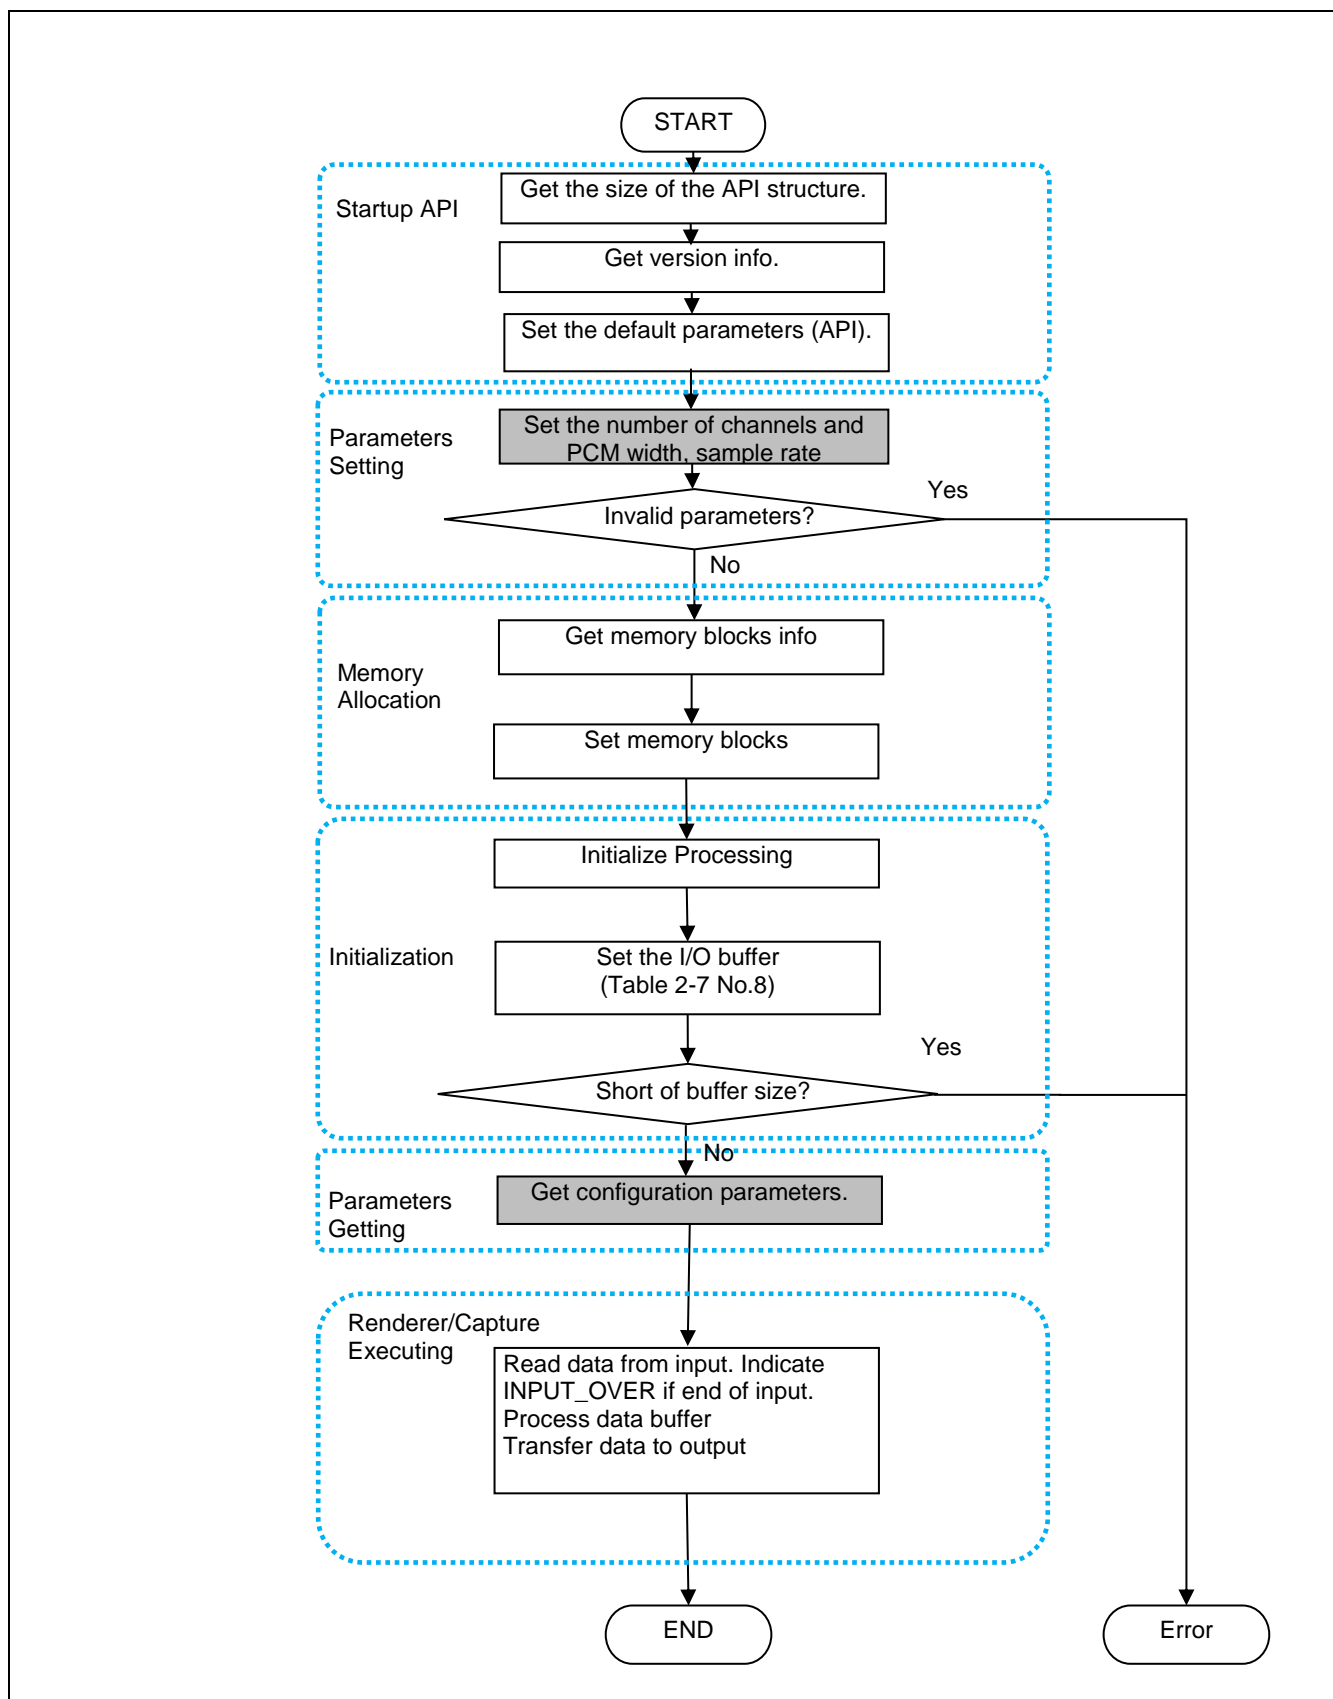 START
Startup API
Get the size of the API structure.
Get version info.
Set the default parameters (API).
Parameters
Setting
Set the number of channels and
PCM width, sample rate
Yes
Invalid parameters?
No
Memory
Allocation
Get memory blocks info
Set memory blocks
Initialization
Initialize Processing
Set the I/O buffer
(Table 2-7 No.8)
Yes
Short of buffer size?
No
Parameters
Getting
Get configuration parameters.
Renderer/Capture
Executing
Read data from input. Indicate
INPUT_OVER if end of input.
Process data buffer
Transfer data to output
END
Error